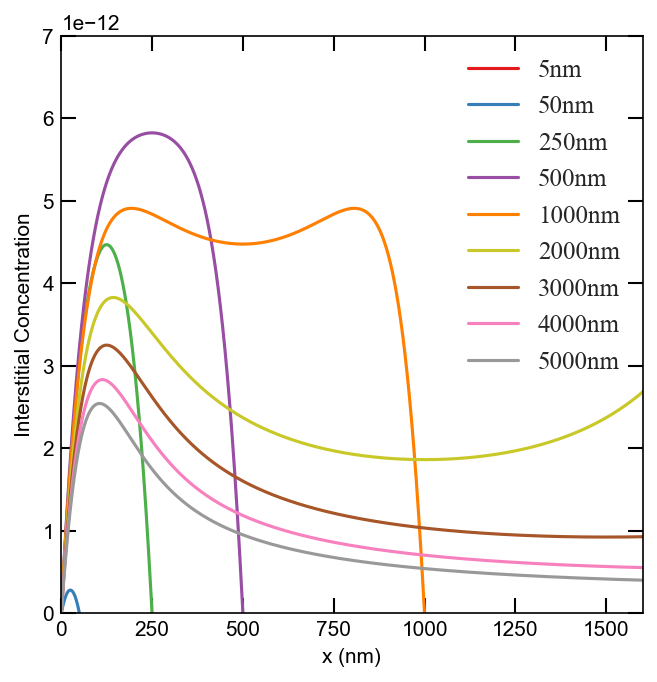 1e−12
7
6
5
4
3
2
1
0
Interstitial Concentration
5nm
50nm
250nm
500nm
1000nm
2000nm
3000nm
4000nm
5000nm
0 250 500 750 1000 1250 1500
x (nm)